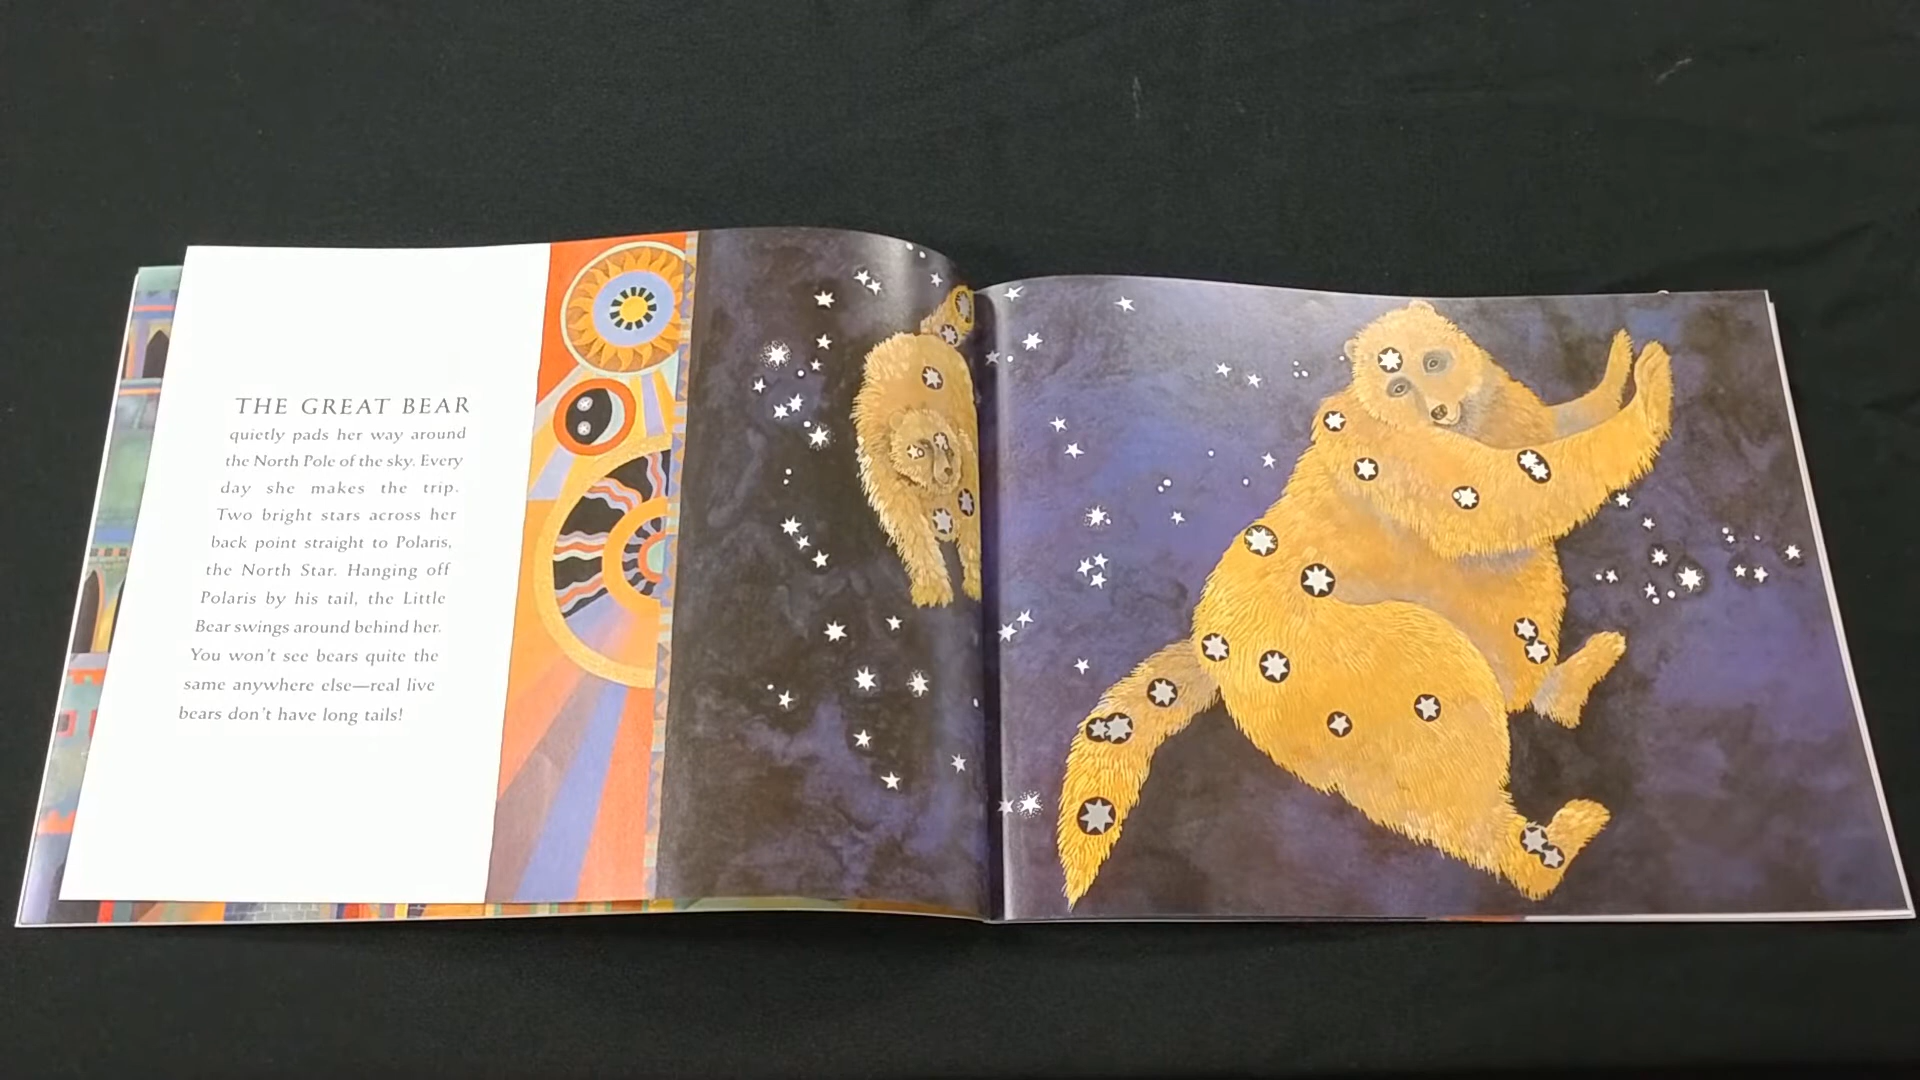 THE GREAT BEAR
quietly pads her way around
the North Pole of the sky. Every
day she makes the trip.
Two bright stars across her
back point straight to Polaris,
the North Star. Hanging off
Polaris by his tail, the Little
Bear swings around behind her.
You won't see bears quite the
same anywhere else—real live
bears don't have long tails!